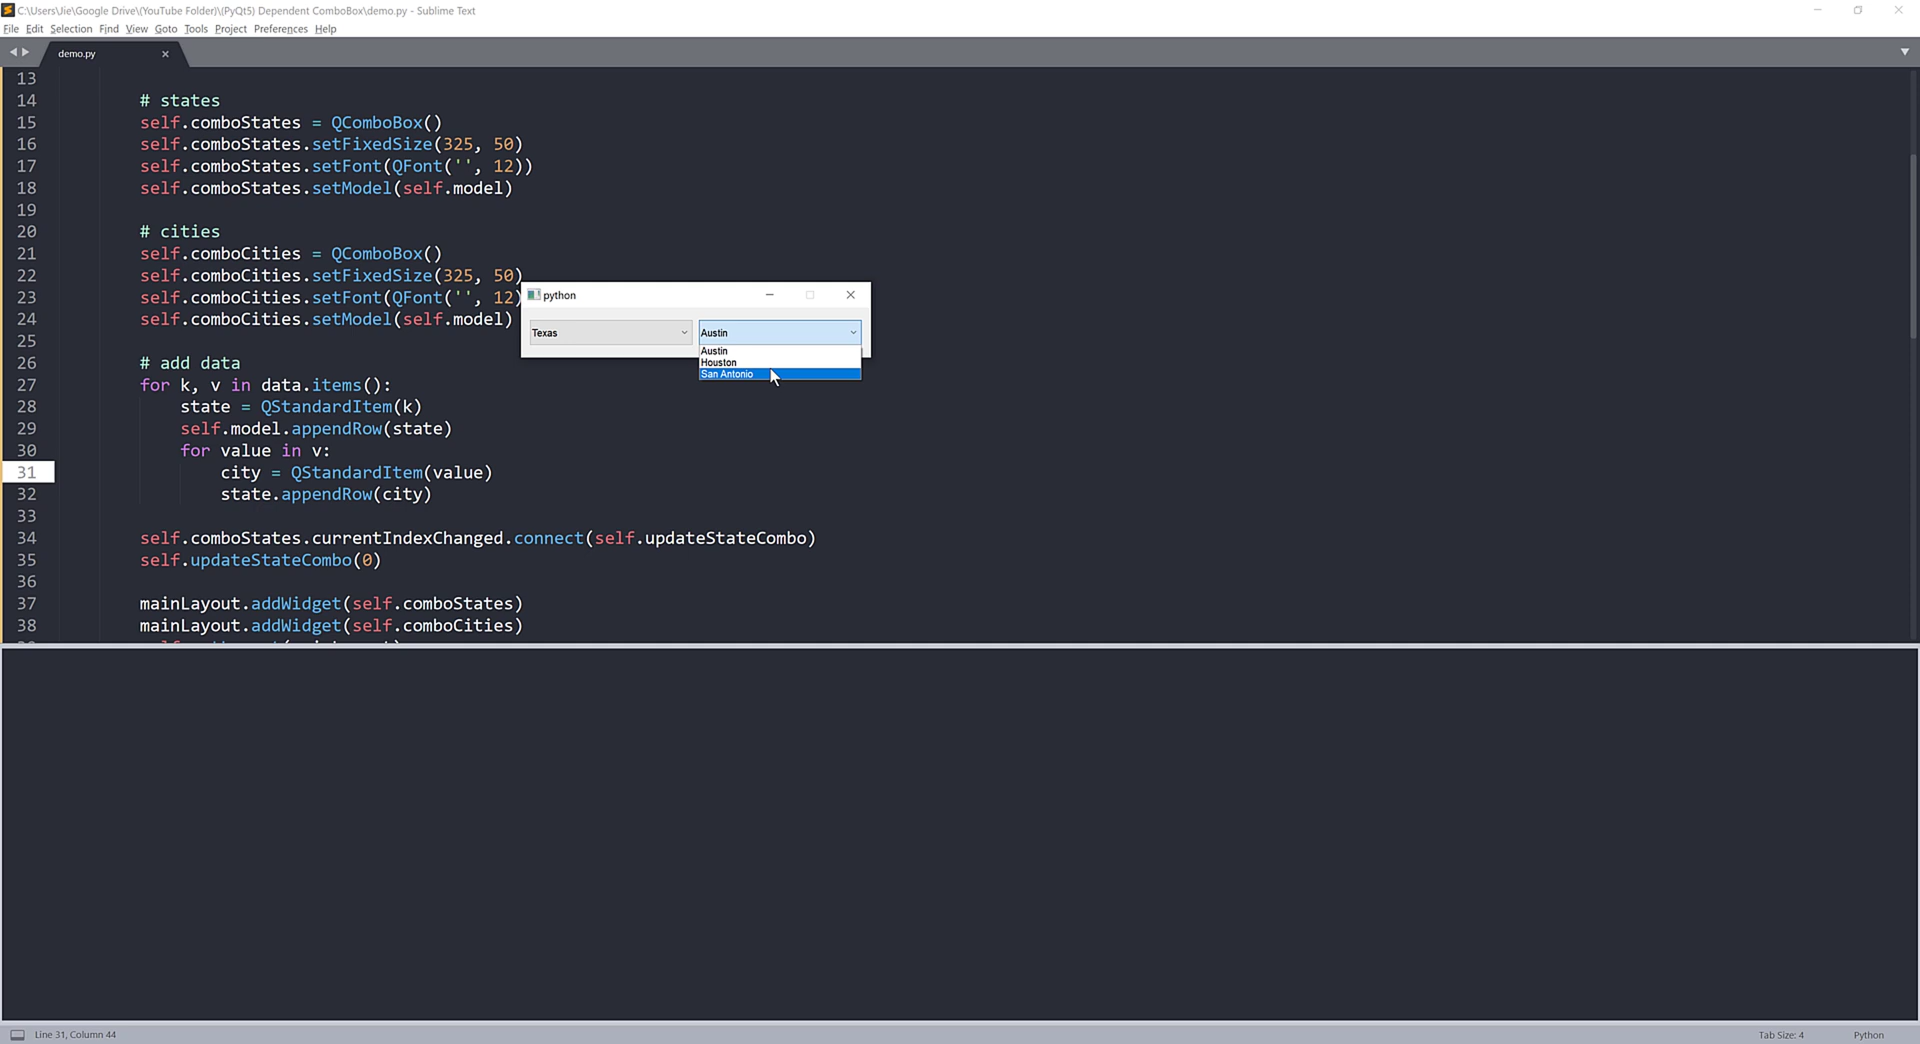 C:\Users\Jie\Google Drive\(YouTube Folder)\(PyQt5) Dependent ComboBox\demo.py - Sublime Text
File Edit Selection Find View Goto Tools Project Preferences Help
demo.py
13
14 # states
15 self.comboStates = QComboBox()
16 self.comboStates.setFixedSize(325, 50)
17 self.comboStates.setFont(QFont('', 12))
18 self.comboStates.setModel(self.model)
19
20 # cities
21 self.comboCities = QComboBox()
22 self.comboCities.setFixedSize(325, 50)
23 self.comboCities.setFont(QFont('', 12)
24 self.comboCities.setModel(self.model)
25
26 # add data
27 for k, v in data.items():
28 state = QStandardItem(k)
29 self.model.appendRow(state)
30 for value in v:
31 city = QStandardItem(value)
32 state.appendRow(city)
33
34 self.comboStates.currentIndexChanged.connect(self.updateStateCombo)
35 self.updateStateCombo(0)
36
37 mainLayout.addWidget(self.comboStates)
38 mainLayout.addWidget(self.comboCities)
python
Texas Austin
Austin
Houston
San Antonio
Line 31, Column 44 Tab Size: 4 Python